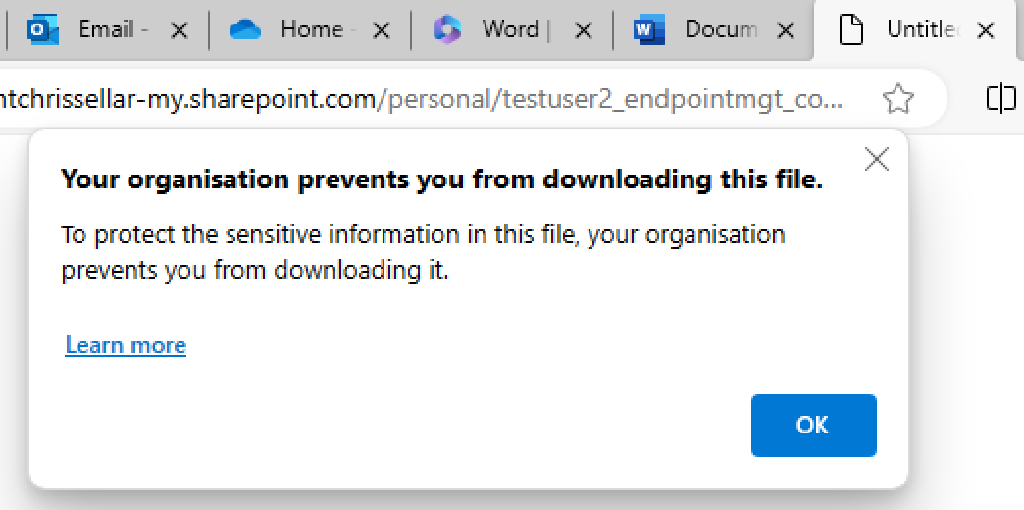 Email -
Home -
Word |
Docum
Untitle
ntchrissellar-my.sharepoint.com/personal/testuser2_endpointmgt_co...
Your organisation prevents you from downloading this file.
To protect the sensitive information in this file, your organisation
prevents you from downloading it.
Learn more
OK